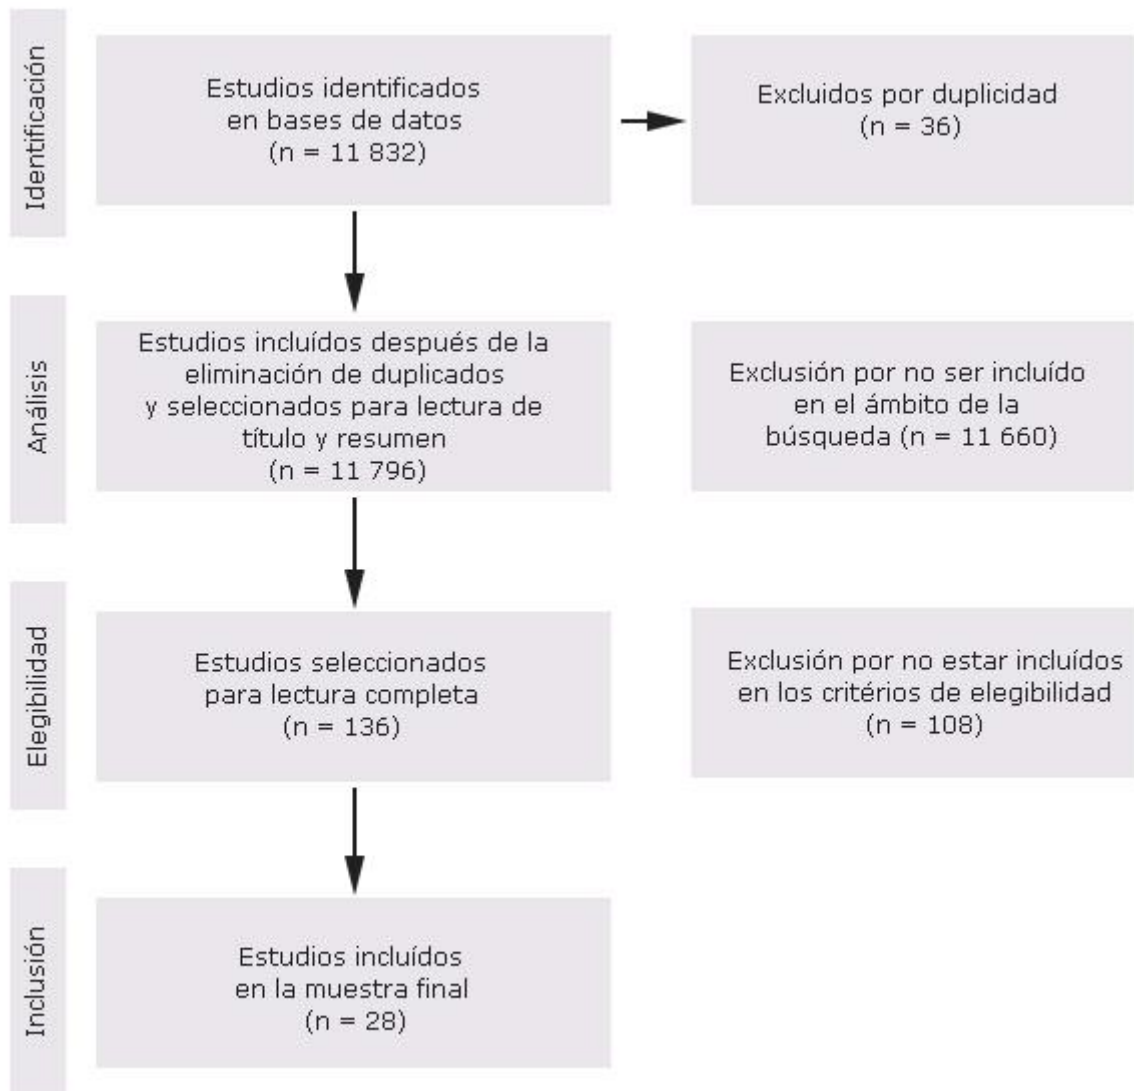 Identificación
Estudios identificados
en bases de datos
(n = 11 832)
Excluidos por duplicidad
(n = 36)
Análisis
Estudios incluídos después de la
eliminación de duplicados
y seleccionados para lectura de
título y resumen
(n = 11 796)
Exclusión por no ser incluído
en el ámbito de la
búsqueda (n = 11 660)
Elegibilidad
Estudios seleccionados
para lectura completa
(n = 136)
Exclusión por no estar incluídos
en los critérios de elegibilidad
(n = 108)
Inclusión
Estudios incluídos
en la muestra final
(n = 28)